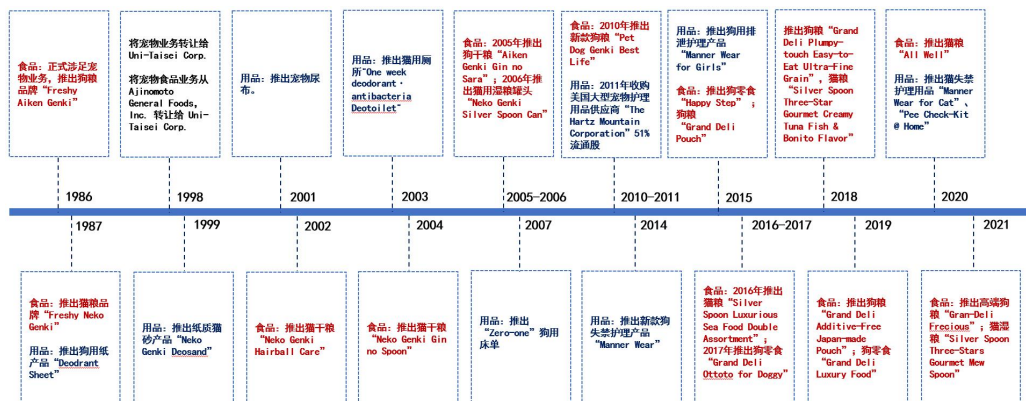 食品：正式涉足
宠物业务，推出狗粮
品牌“Freshy
Aiken Genki”
将宠物业务转让给
Uni-Taisei Corp.
将宠物食品业务从
Ajinomoto
General Foods,
Inc. 转让给 Uni-
Taisei Corp.
用品：推出宠物尿
布。
用品：推出猫用厕
所“One week
deodorant·
antibacteria
Deotoilet”
食品：2005年推出
狗干粮“Aiken
Genki Gin no
Sara”；2006年推
出猫用湿粮罐头
“Neko Genki
Silver Spoon Can”
食品：2010年推出
新款狗粮“Pet
Dog Genki Best
Life”
用品：2011年收购
美国大型宠物护理
用品供应商“The
Hartz Mountain
Corporation”51%
流通股
用品：推出狗用排
泄护理产品
“Manner Wear
for Girls”
食品：推出狗零食
“Happy Step”；
狗粮
“Grand Deli
Pouch”
推出狗粮“Grand
Deli Plumpy-
touch Easy-to-
Eat Ultra-Fine
Grain”，猫粮
“Silver Spoon
Three-Star
Gourmet Creamy
Tuna Fish &
Bonito Flavor”
食品：推出猫粮
“All Well”
用品：推出猫失禁
护理用品“Manner
Wear for Cat”、
“Pee Check-Kit
@ Home”
1986
1998
2001
2003
2005-2006
2010-2011
2015
2018
2020
1987
1999
2002
2004
2007
2014
2016-2017
2019
2021
食品：推出猫粮品
牌“Freshy Neko
Genki”
用品：推出狗用纸
产品“Deodrant
Sheet”
用品：推出纸质猫
砂产品“Neko
Genki Deosand”
食品：推出猫干粮
“Neko Genki
Hairball Care”
食品：推出猫干粮
“Neko Genki Gin
no Spoon”
用品：推出
“Zero-one”狗用
床单
用品：推出新款狗
失禁护理产品
“Manner Wear”
食品：2016年推出
猫粮“Silver
Spoon Luxurious
Sea Food Double
Assortment”；
2017年推出狗零食
“Grand Deli
Ottoto for Doggy”
食品：推出狗粮
“Grand Deli
Additive-Free
Japan-made
Pouch”；狗零食
“Grand Deli
Luxury Food”
食品：推出高端狗
粮“Gran-Deli
Frecious”；猫湿
粮“Silver Spoon
Three-Stars
Gourmet Mew
Spoon”